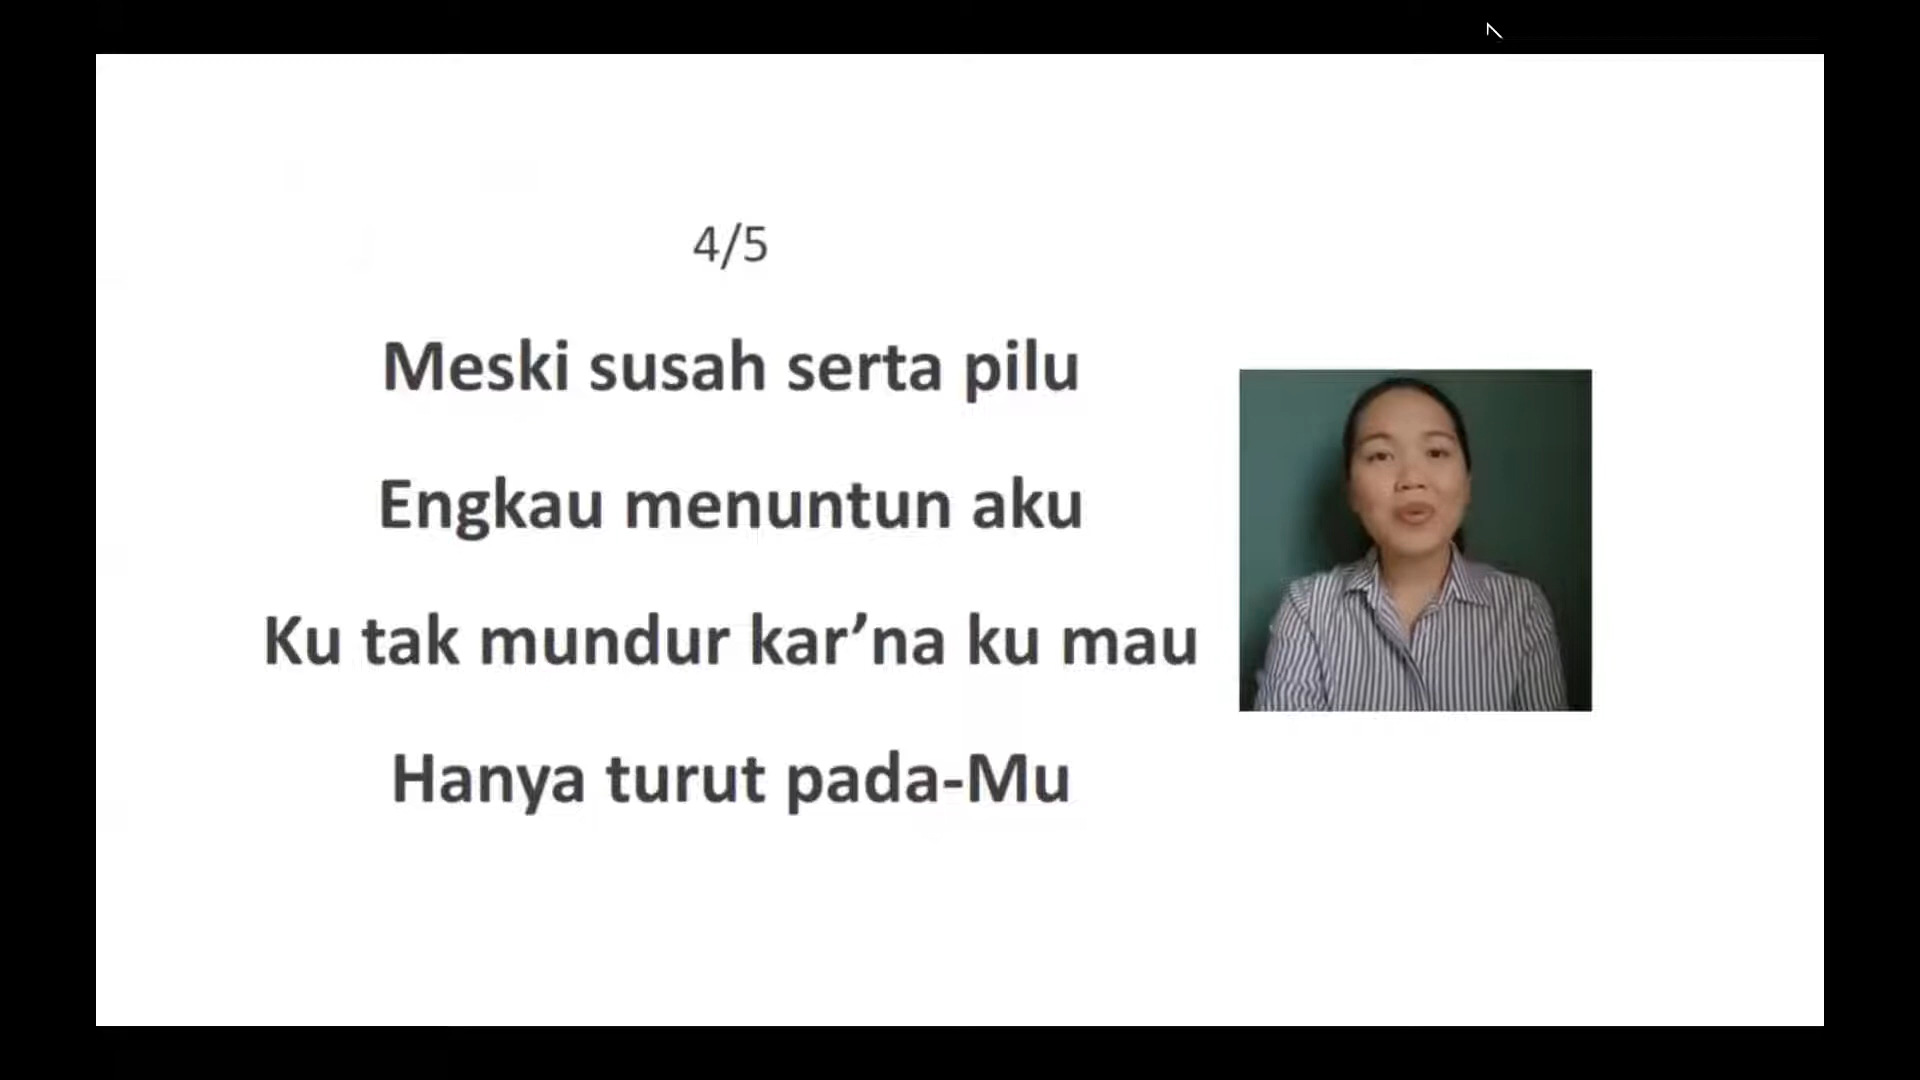 4/5
Meski susah serta pilu
Engkau menuntun aku
Ku tak mundur kar’na ku mau
Hanya turut pada-Mu